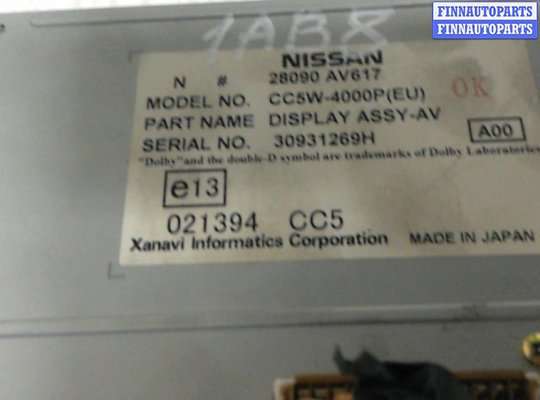 FINNAUTOPARTS
FINNAUTOPARTS
FINNAUTOPARTS
1AB8
NISSAN
N # 28090 AV617
MODEL NO. CC5W-4000P(EU)
OK
PART NAME DISPLAY ASSY-AV
SERIAL NO. 30931269H
A00
"Dolby"and the double-D symbol are trademarks of Dolby Laboratories
e13
021394 CC5
Xanavi Informatics Corporation MADE IN JAPAN